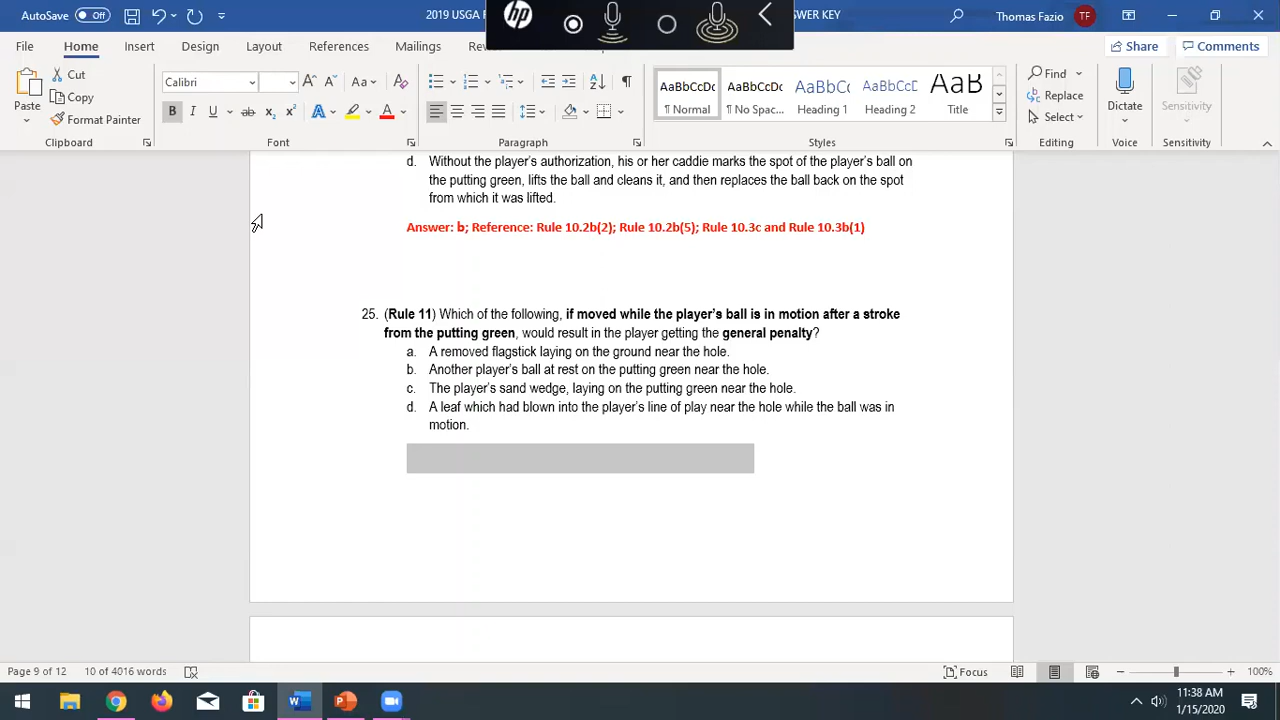 AutoSave Off
2019 USGA
SWER KEY
Thomas Fazio TF
hp
File Home Insert Design Layout References Mailings
Share Comments
Paste
Cut
Copy
Format Painter
Clipboard
Calibri
Font
Paragraph
AaBbCcDc AaBbCcDc AaBbCc AaBbCcD AaB
¶ Normal ¶ No Spac... Heading 1 Heading 2 Title
Styles
Find
Replace
Select
Editing
Dictate
Voice
Sensitivity
Sensitivity
d. Without the player's authorization, his or her caddie marks the spot of the player's ball on
the putting green, lifts the ball and cleans it, and then replaces the ball back on the spot
from which it was lifted.
Answer: b; Reference: Rule 10.2b(2); Rule 10.2b(5); Rule 10.3c and Rule 10.3b(1)
25. (Rule 11) Which of the following, if moved while the player's ball is in motion after a stroke
from the putting green, would result in the player getting the general penalty?
a. A removed flagstick laying on the ground near the hole.
b. Another player's ball at rest on the putting green near the hole.
c. The player's sand wedge, laying on the putting green near the hole.
d. A leaf which had blown into the player's line of play near the hole while the ball was in
motion.
Page 9 of 12 10 of 4016 words
Focus
100%
11:38 AM
1/15/2020